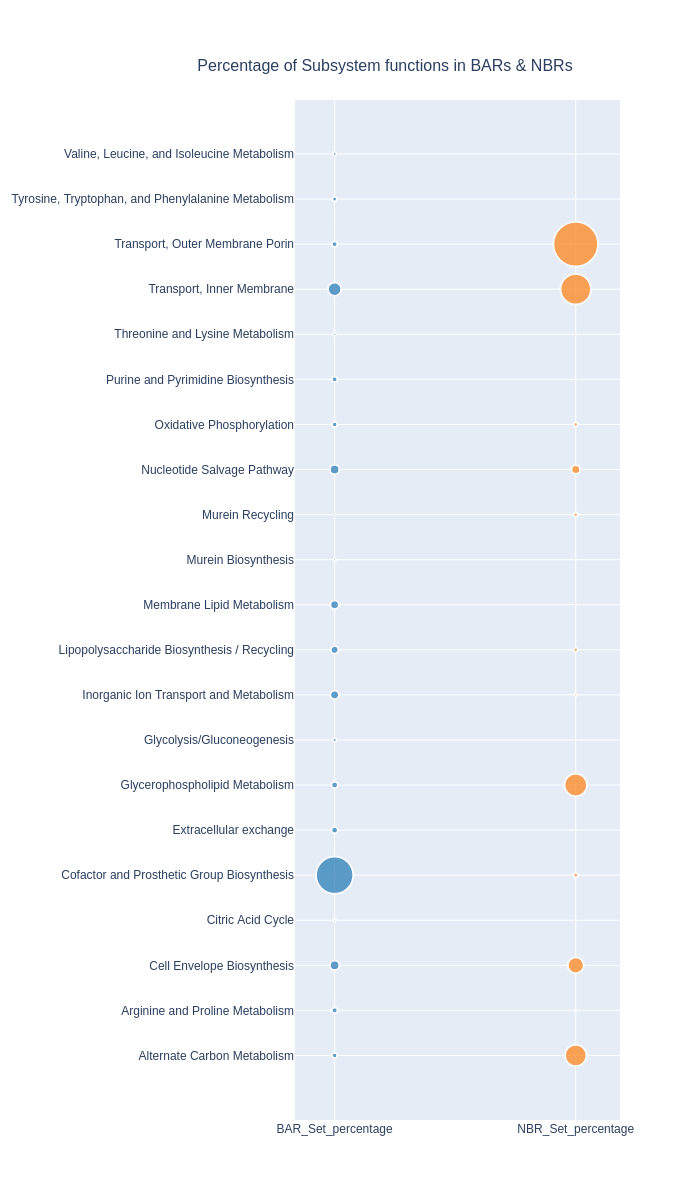 Percentage of Subsystem functions in BARs & NBRs
Valine, Leucine, and Isoleucine Metabolism
Tyrosine, Tryptophan, and Phenylalanine Metabolism
Transport, Outer Membrane Porin
Transport, Inner Membrane
Threonine and Lysine Metabolism
Purine and Pyrimidine Biosynthesis
Oxidative Phosphorylation
Nucleotide Salvage Pathway
Murein Recycling
Murein Biosynthesis
Membrane Lipid Metabolism
Lipopolysaccharide Biosynthesis / Recycling
Inorganic Ion Transport and Metabolism
Glycolysis/Gluconeogenesis
Glycerophospholipid Metabolism
Extracellular exchange
Cofactor and Prosthetic Group Biosynthesis
Citric Acid Cycle
Cell Envelope Biosynthesis
Arginine and Proline Metabolism
Alternate Carbon Metabolism
BAR_Set_percentage
NBR_Set_percentage